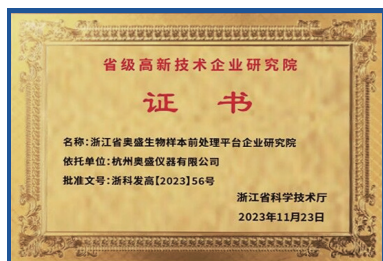 省级高新技术企业研究院
证 书
名称:浙江省奥盛生物样本前处理平台企业研究院
依托单位:杭州奥盛仪器有限公司
批准文号:浙科发高【2023】56号
浙江省科学技术厅
2023年11月23日